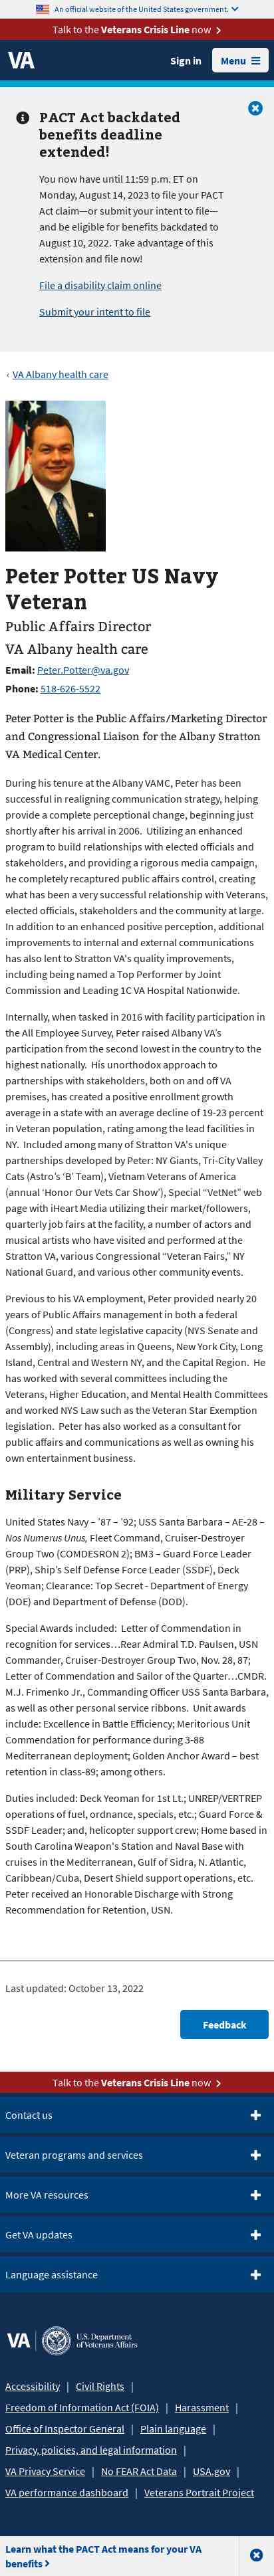 An official website of the United States government.
Talk to the Veterans Crisis Line now
VA
Sign in
Menu
PACT Act backdated
benefits deadline
extended!
You now have until 11:59 p.m. ET on
Monday, August 14, 2023 to file your PACT
Act claim—or submit your intent to file—
and be eligible for benefits backdated to
August 10, 2022. Take advantage of this
extension and file now!
File a disability claim online
Submit your intent to file
‹ VA Albany health care
Peter Potter US Navy
Veteran
Public Affairs Director
VA Albany health care
Email: Peter.Potter@va.gov
Phone: 518-626-5522
Peter Potter is the Public Affairs/Marketing Director
and Congressional Liaison for the Albany Stratton
VA Medical Center.
During his tenure at the Albany VAMC, Peter has been
successful in realigning communication strategy, helping
provide a complete perceptional change, beginning just
shortly after his arrival in 2006.  Utilizing an enhanced
program to build relationships with elected officials and
stakeholders, and providing a rigorous media campaign,
he completely recaptured public affairs control, creating
what has been a very successful relationship with Veterans,
elected officials, stakeholders and the community at large.
In addition to an enhanced positive perception, additional
improvements to internal and external communications
has also lent to Stratton VA's quality improvements,
including being named a Top Performer by Joint
Commission and Leading 1C VA Hospital Nationwide.
Internally, when tasked in 2016 with facility participation in
the All Employee Survey, Peter raised Albany VA’s
participation from the second lowest in the country to the
highest nationally.  His unorthodox approach to
partnerships with stakeholders, both on and off VA
premises, has created a positive enrollment growth
average in a state with an average decline of 19-23 percent
in Veteran population, rating among the lead facilities in
NY.  Included among many of Stratton VA's unique
partnerships developed by Peter: NY Giants, Tri-City Valley
Cats (Astro’s ‘B’ Team), Vietnam Veterans of America
(annual ‘Honor Our Vets Car Show’), Special “VetNet” web
page with iHeart Media utilizing their market/followers,
quarterly job fairs at the facility, a number of actors and
musical artists who have visited and performed at the
Stratton VA, various Congressional “Veteran Fairs,” NY
National Guard, and various other community events.
Previous to his VA employment, Peter provided nearly 20
years of Public Affairs management in both a federal
(Congress) and state legislative capacity (NYS Senate and
Assembly), including areas in Queens, New York City, Long
Island, Central and Western NY, and the Capital Region.  He
has worked with several committees including the
Veterans, Higher Education, and Mental Health Committees
and worked NYS Law such as the Veteran Star Exemption
legislation.  Peter has also worked as a consultant for
public affairs and communications as well as owning his
own entertainment business.
Military Service
United States Navy – '87 – ’92; USS Santa Barbara – AE-28 –
Nos Numerus Unus, Fleet Command, Cruiser-Destroyer
Group Two (COMDESRON 2); BM3 – Guard Force Leader
(PRP), Ship’s Self Defense Force Leader (SSDF), Deck
Yeoman; Clearance: Top Secret - Department of Energy
(DOE) and Department of Defense (DOD).
Special Awards included:  Letter of Commendation in
recognition for services…Rear Admiral T.D. Paulsen, USN
Commander, Cruiser-Destroyer Group Two, Nov. 28, 87;
Letter of Commendation and Sailor of the Quarter…CMDR.
M.J. Frimenko Jr., Commanding Officer USS Santa Barbara,
as well as other personal service ribbons.  Unit awards
include: Excellence in Battle Efficiency; Meritorious Unit
Commendation for performance during 3-88
Mediterranean deployment; Golden Anchor Award – best
retention in class-89; among others.
Duties included: Deck Yeoman for 1st Lt.; UNREP/VERTREP
operations of fuel, ordnance, specials, etc.; Guard Force &
SSDF Leader; and, helicopter support crew; Home based in
South Carolina Weapon's Station and Naval Base with
cruises in the Mediterranean, Gulf of Sidra, N. Atlantic,
Caribbean/Cuba, Desert Shield support operations, etc.
Peter received an Honorable Discharge with Strong
Recommendation for Retention, USN.
Last updated: October 13, 2022
Feedback
Talk to the Veterans Crisis Line now
Contact us
Veteran programs and services
More VA resources
Get VA updates
Language assistance
VA
U.S. Department
of Veterans Affairs
Accessibility | Civil Rights |
Freedom of Information Act (FOIA) | Harassment |
Office of Inspector General | Plain language |
Privacy, policies, and legal information |
VA Privacy Service | No FEAR Act Data | USA.gov |
VA performance dashboard | Veterans Portrait Project
Learn what the PACT Act means for your VA
benefits